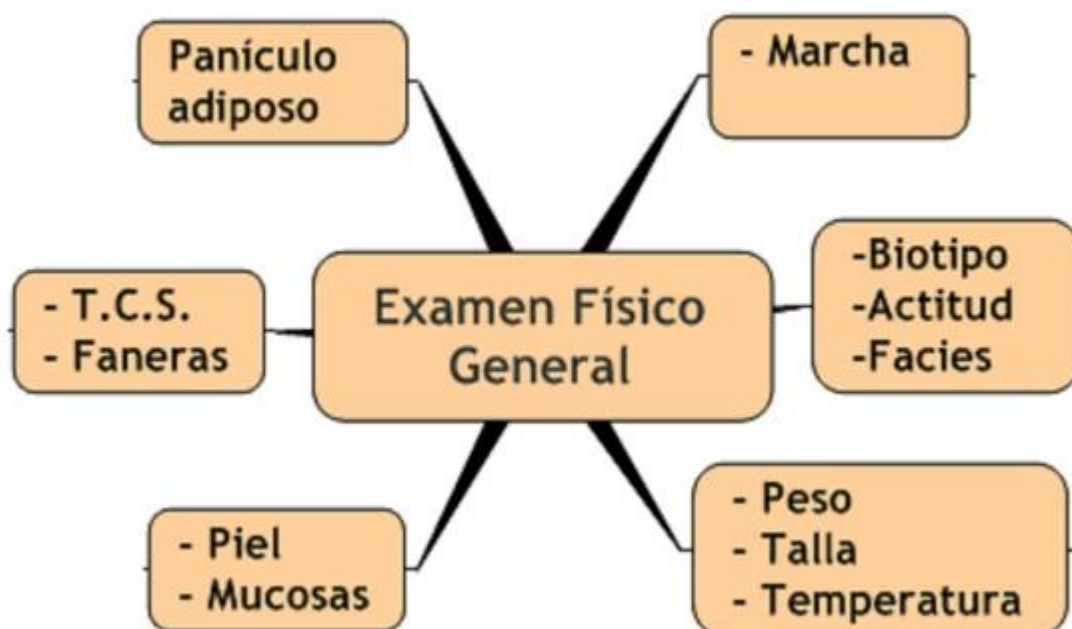 Panículo
adiposo
- Marcha
- T.C.S.
- Faneras
Examen Físico
General
-Biotipo
-Actitud
-Facies
- Piel
- Mucosas
- Peso
- Talla
- Temperatura